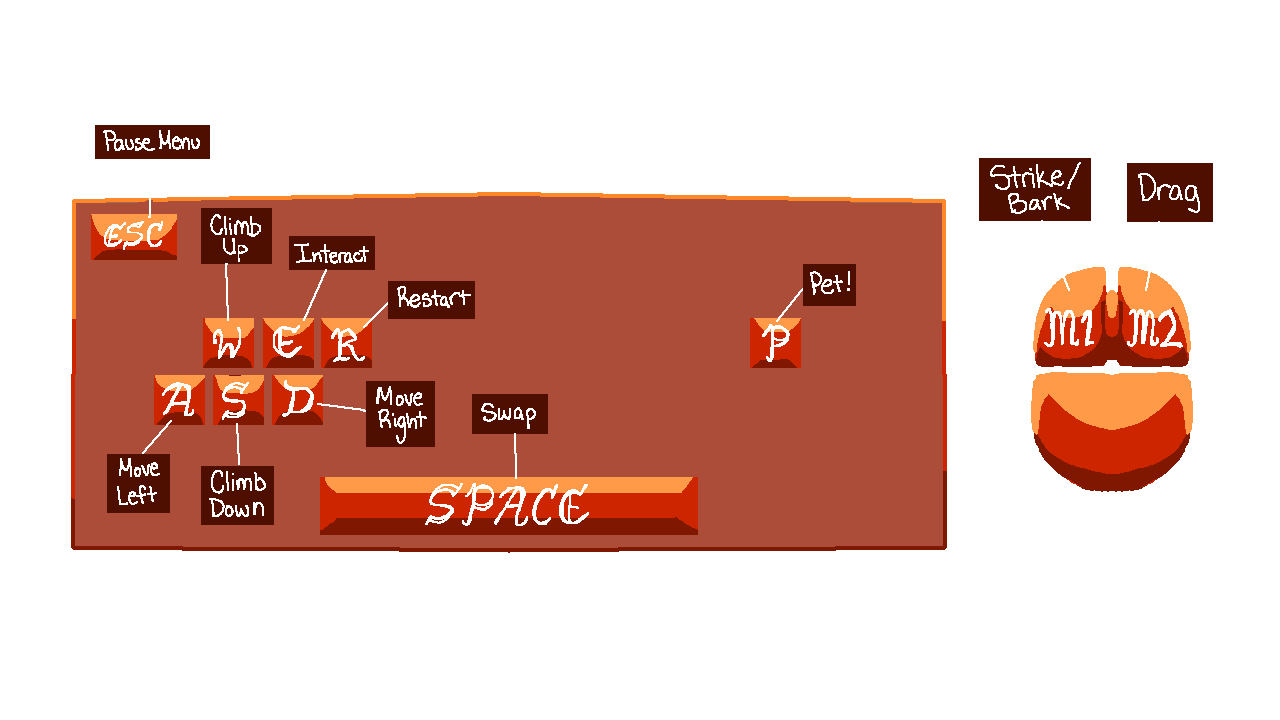 Pause Menu
Strike/
Bark
Drag
ESC
Climb
Up
Interact
Restart
Pet!
W E R
P
M1 M2
A S D
Move
Right
Swap
Move
Left
Climb
Down
SPACE